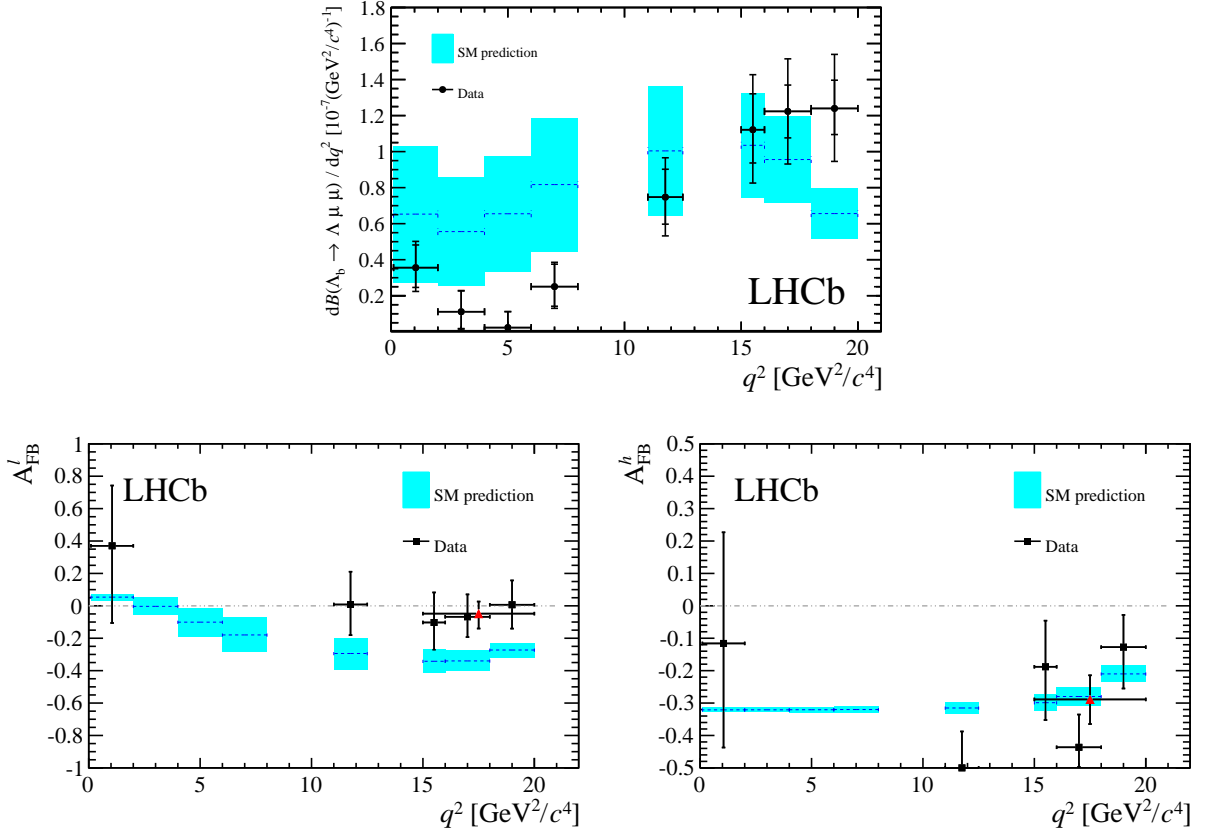 dB(Λb → Λ μ μ) / dq² [10⁻⁷(GeV²/c⁴)⁻¹]
1.8
1.6
1.4
1.2
1
0.8
0.6
0.4
0.2
SM prediction
Data
LHCb
0 5 10 15 20
q² [GeV²/c⁴]
A^l_FB
1
0.8
0.6
0.4
0.2
0
-0.2
-0.4
-0.6
-0.8
-1
LHCb
SM prediction
Data
0 5 10 15 20
q² [GeV²/c⁴]
A^h_FB
0.5
0.4
0.3
0.2
0.1
0
-0.1
-0.2
-0.3
-0.4
-0.5
LHCb
SM prediction
Data
0 5 10 15 20
q² [GeV²/c⁴]